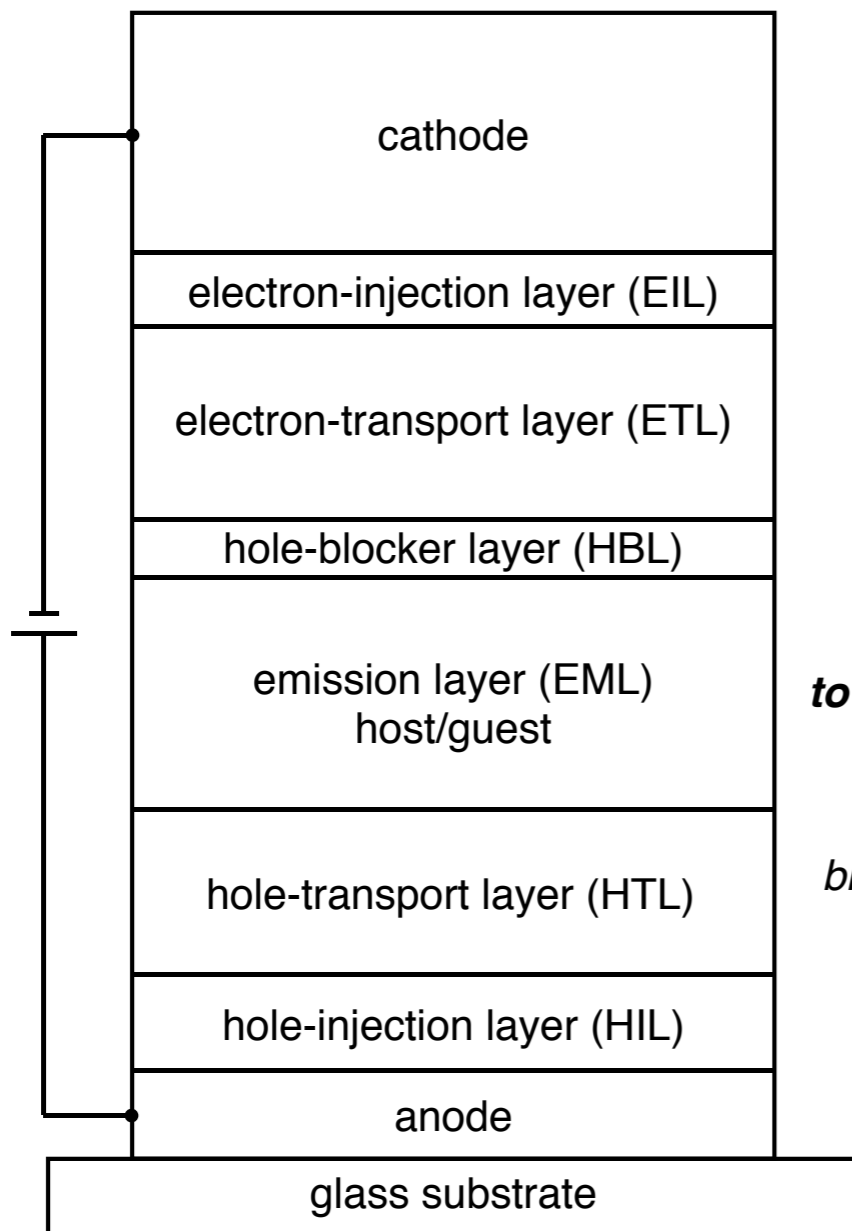 cathode
electron-injection layer (EIL)
electron-transport layer (ETL)
hole-blocker layer (HBL)
emission layer (EML)
host/guest
to
hole-transport layer (HTL)
hole-injection layer (HIL)
anode
glass substrate